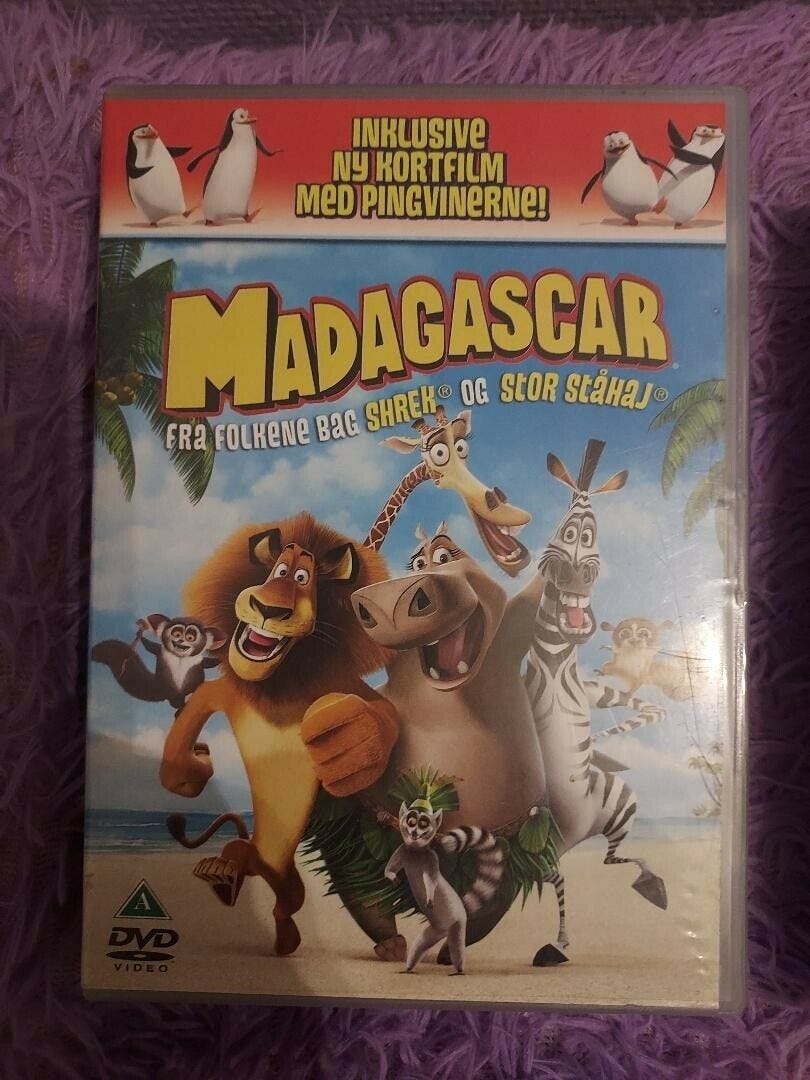 INKLUSIVE
NY KORTFILM
MED PINGVINERNE!
MADAGASCAR
FRA FOLKENE BAG SHREK® OG STOR STÅHAJ®
A
DVD
VIDEO